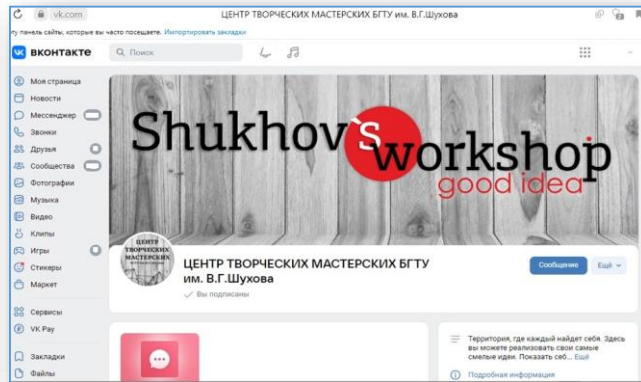 vk.com
ЦЕНТР ТВОРЧЕСКИХ МАСТЕРСКИХ БГТУ им. В.Г.Шухова
ту панель сайты, которые вы часто посещаете. Импортировать закладки
вконтакте
Поиск
Моя страница
Новости
Мессенджер
Звонки
Друзья
Сообщества
Фотографии
Музыка
Видео
Клипы
Игры
Стикеры
Маркет
Сервисы
VK Pay
Закладки
Файлы
Shukhov`s workshop
good idea
ЦЕНТР
ТВОРЧЕСКИХ
МАСТЕРСКИХ
ЦЕНТР ТВОРЧЕСКИХ МАСТЕРСКИХ БГТУ
им. В.Г.Шухова
Вы подписаны
Сообщение
Ещё
Территория, где каждый найдет себя. Здесь
вы можете реализовать свои самые
смелые идеи. Показать себ... Ещё
Подробная информация